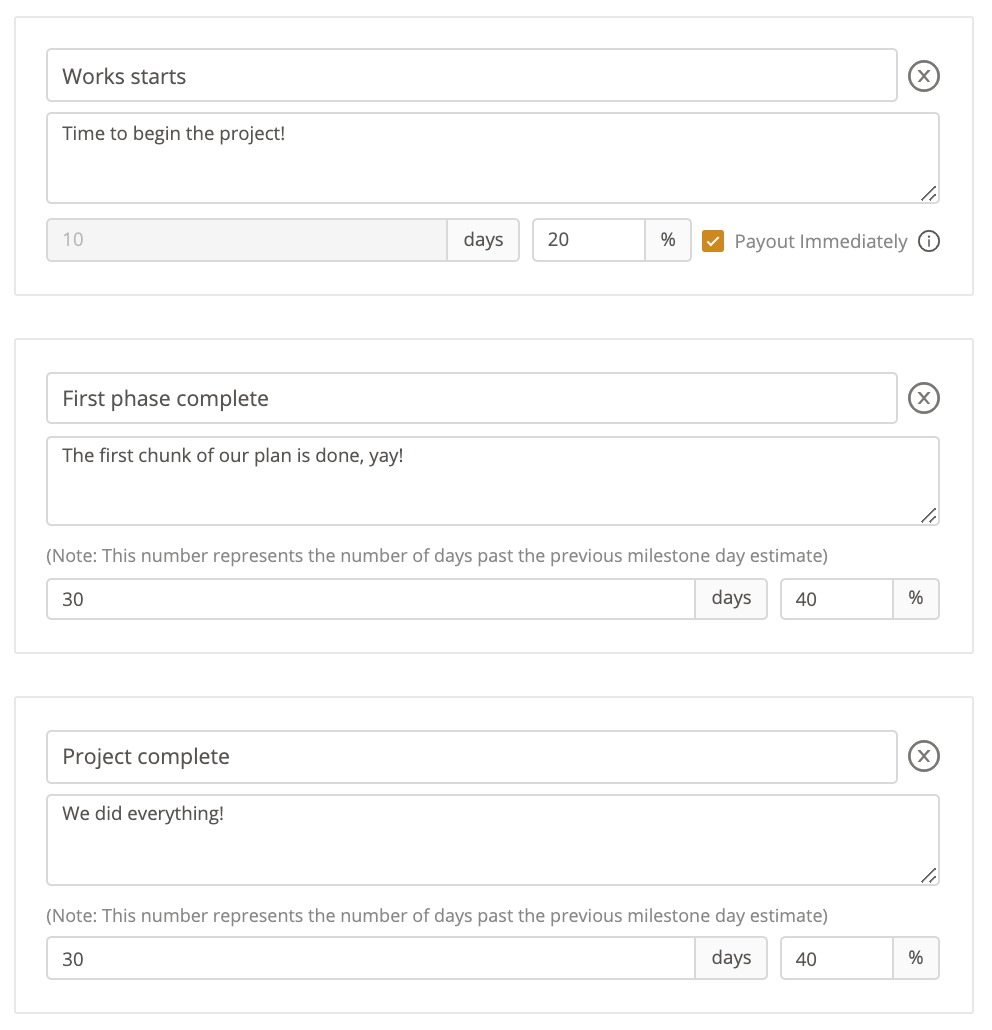 Works starts
Time to begin the project!
10 days 20 % Payout Immediately
First phase complete
The first chunk of our plan is done, yay!
(Note: This number represents the number of days past the previous milestone day estimate)
30 days 40 %
Project complete
We did everything!
(Note: This number represents the number of days past the previous milestone day estimate)
30 days 40 %